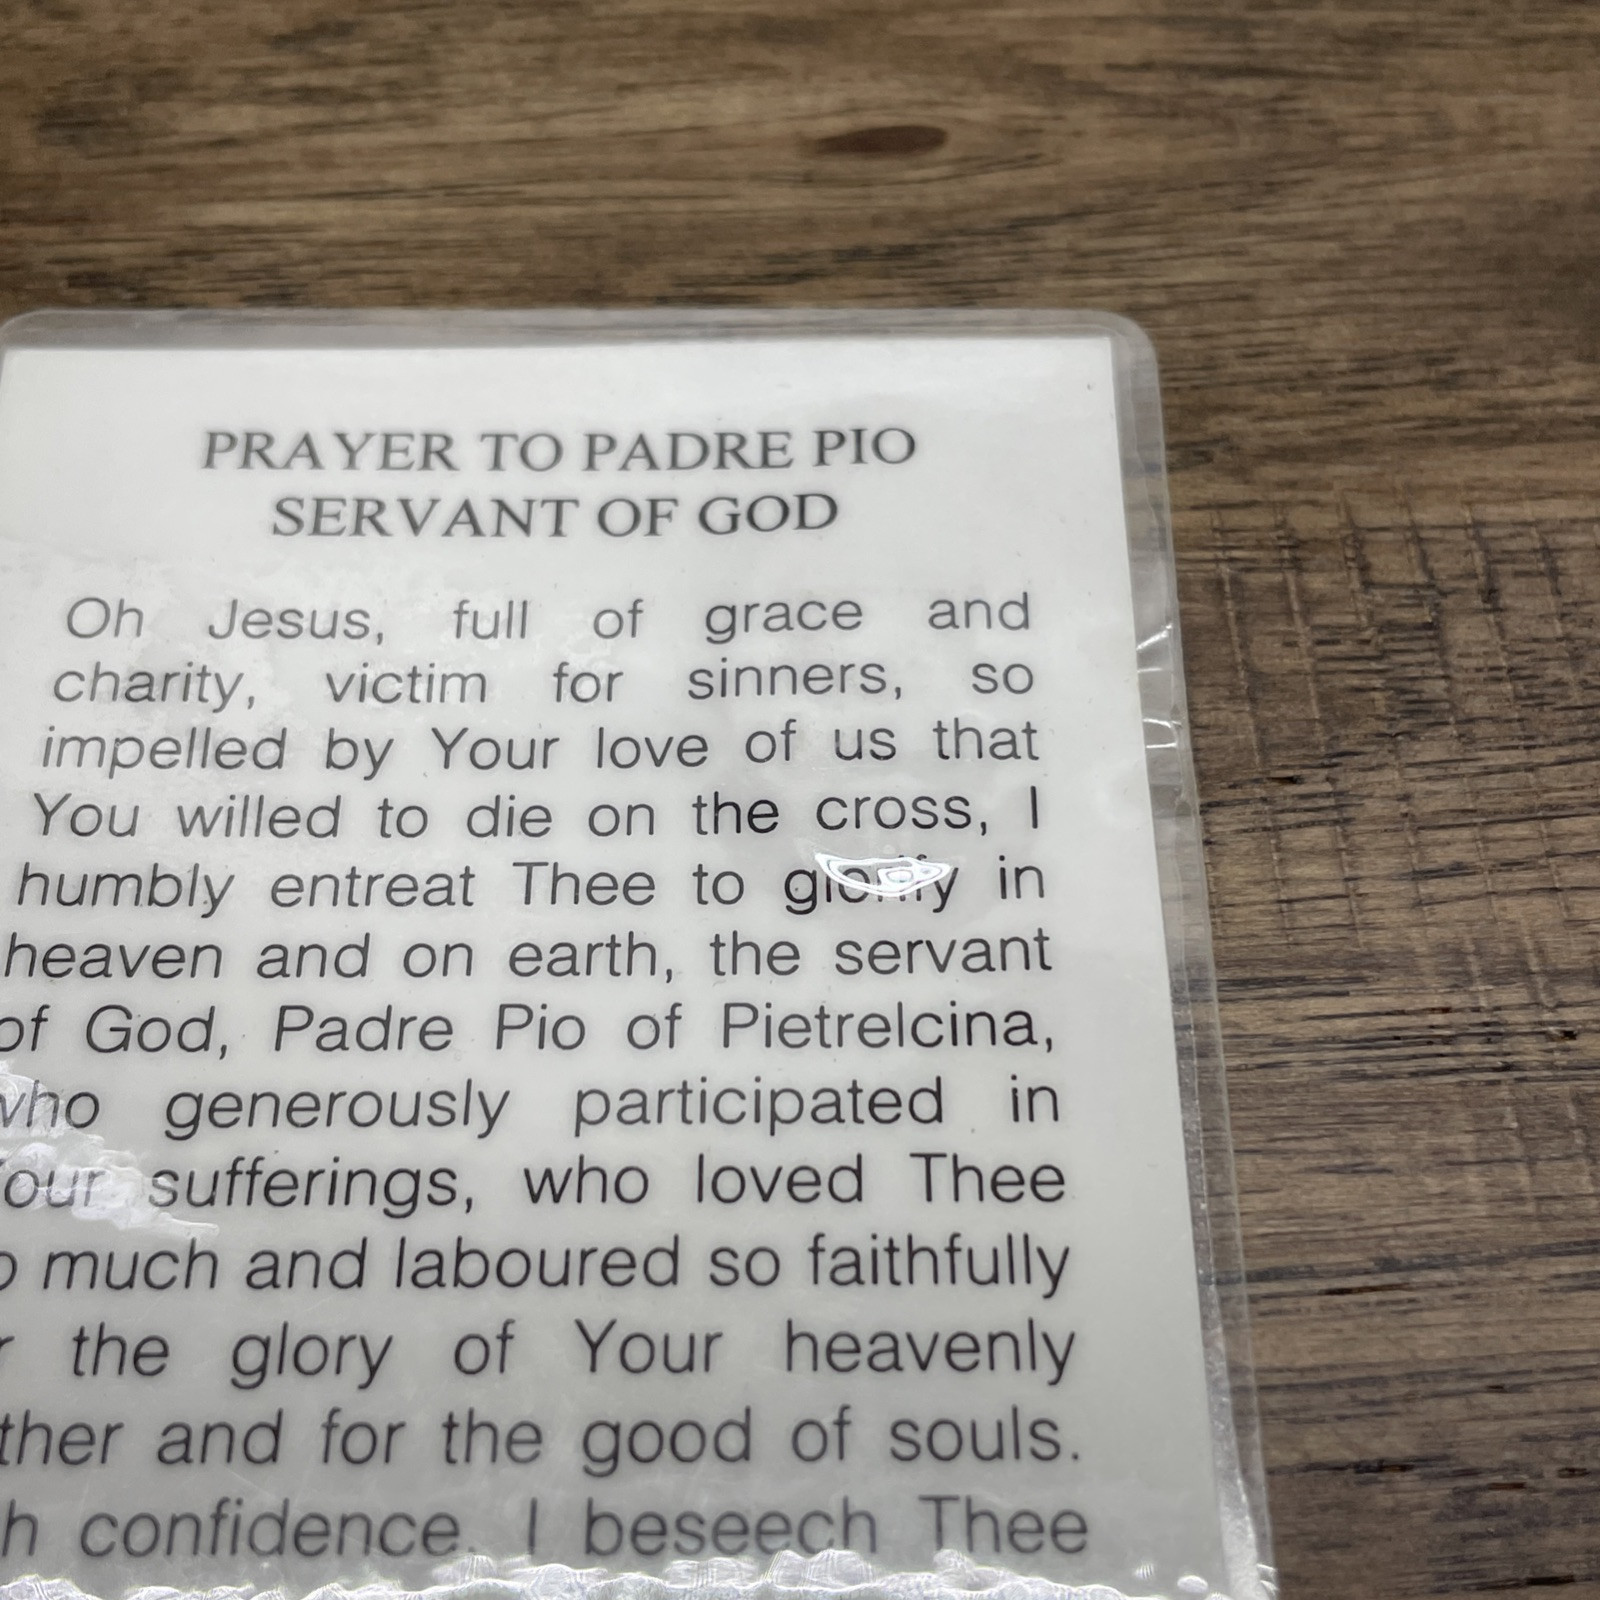 PRAYER TO PADRE PIO
SERVANT OF GOD
Oh Jesus, full of grace and
charity, victim for sinners, so
impelled by Your love of us that
You willed to die on the cross, I
humbly entreat Thee to glorify in
heaven and on earth, the servant
of God, Padre Pio of Pietrelcina,
who generously participated in
Your sufferings, who loved Thee
much and laboured so faithfully
the glory of Your heavenly
and for the good of souls.
confidence. I beseech Thee